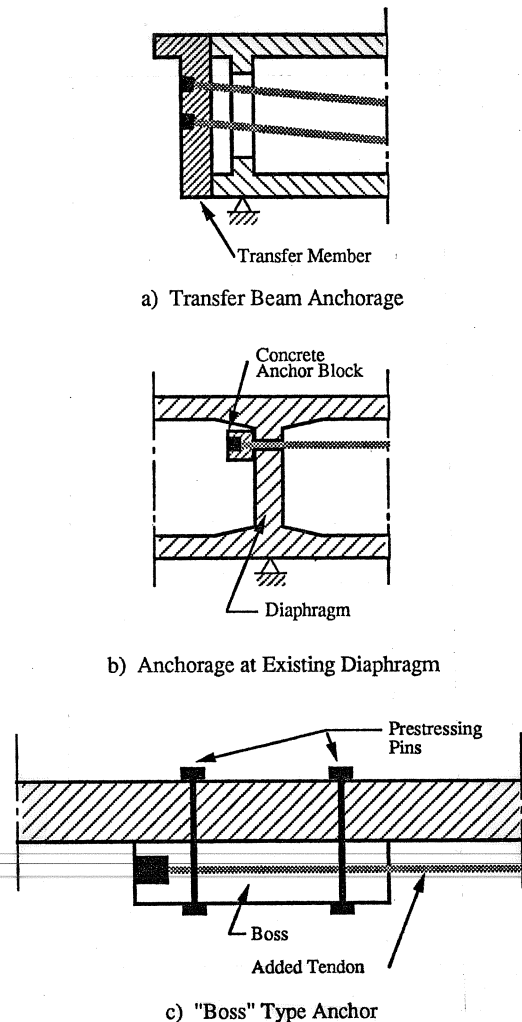 Transfer Member
a) Transfer Beam Anchorage
Concrete
Anchor Block
Diaphragm
b) Anchorage at Existing Diaphragm
Prestressing
Pins
Boss
Added Tendon
c) "Boss" Type Anchor